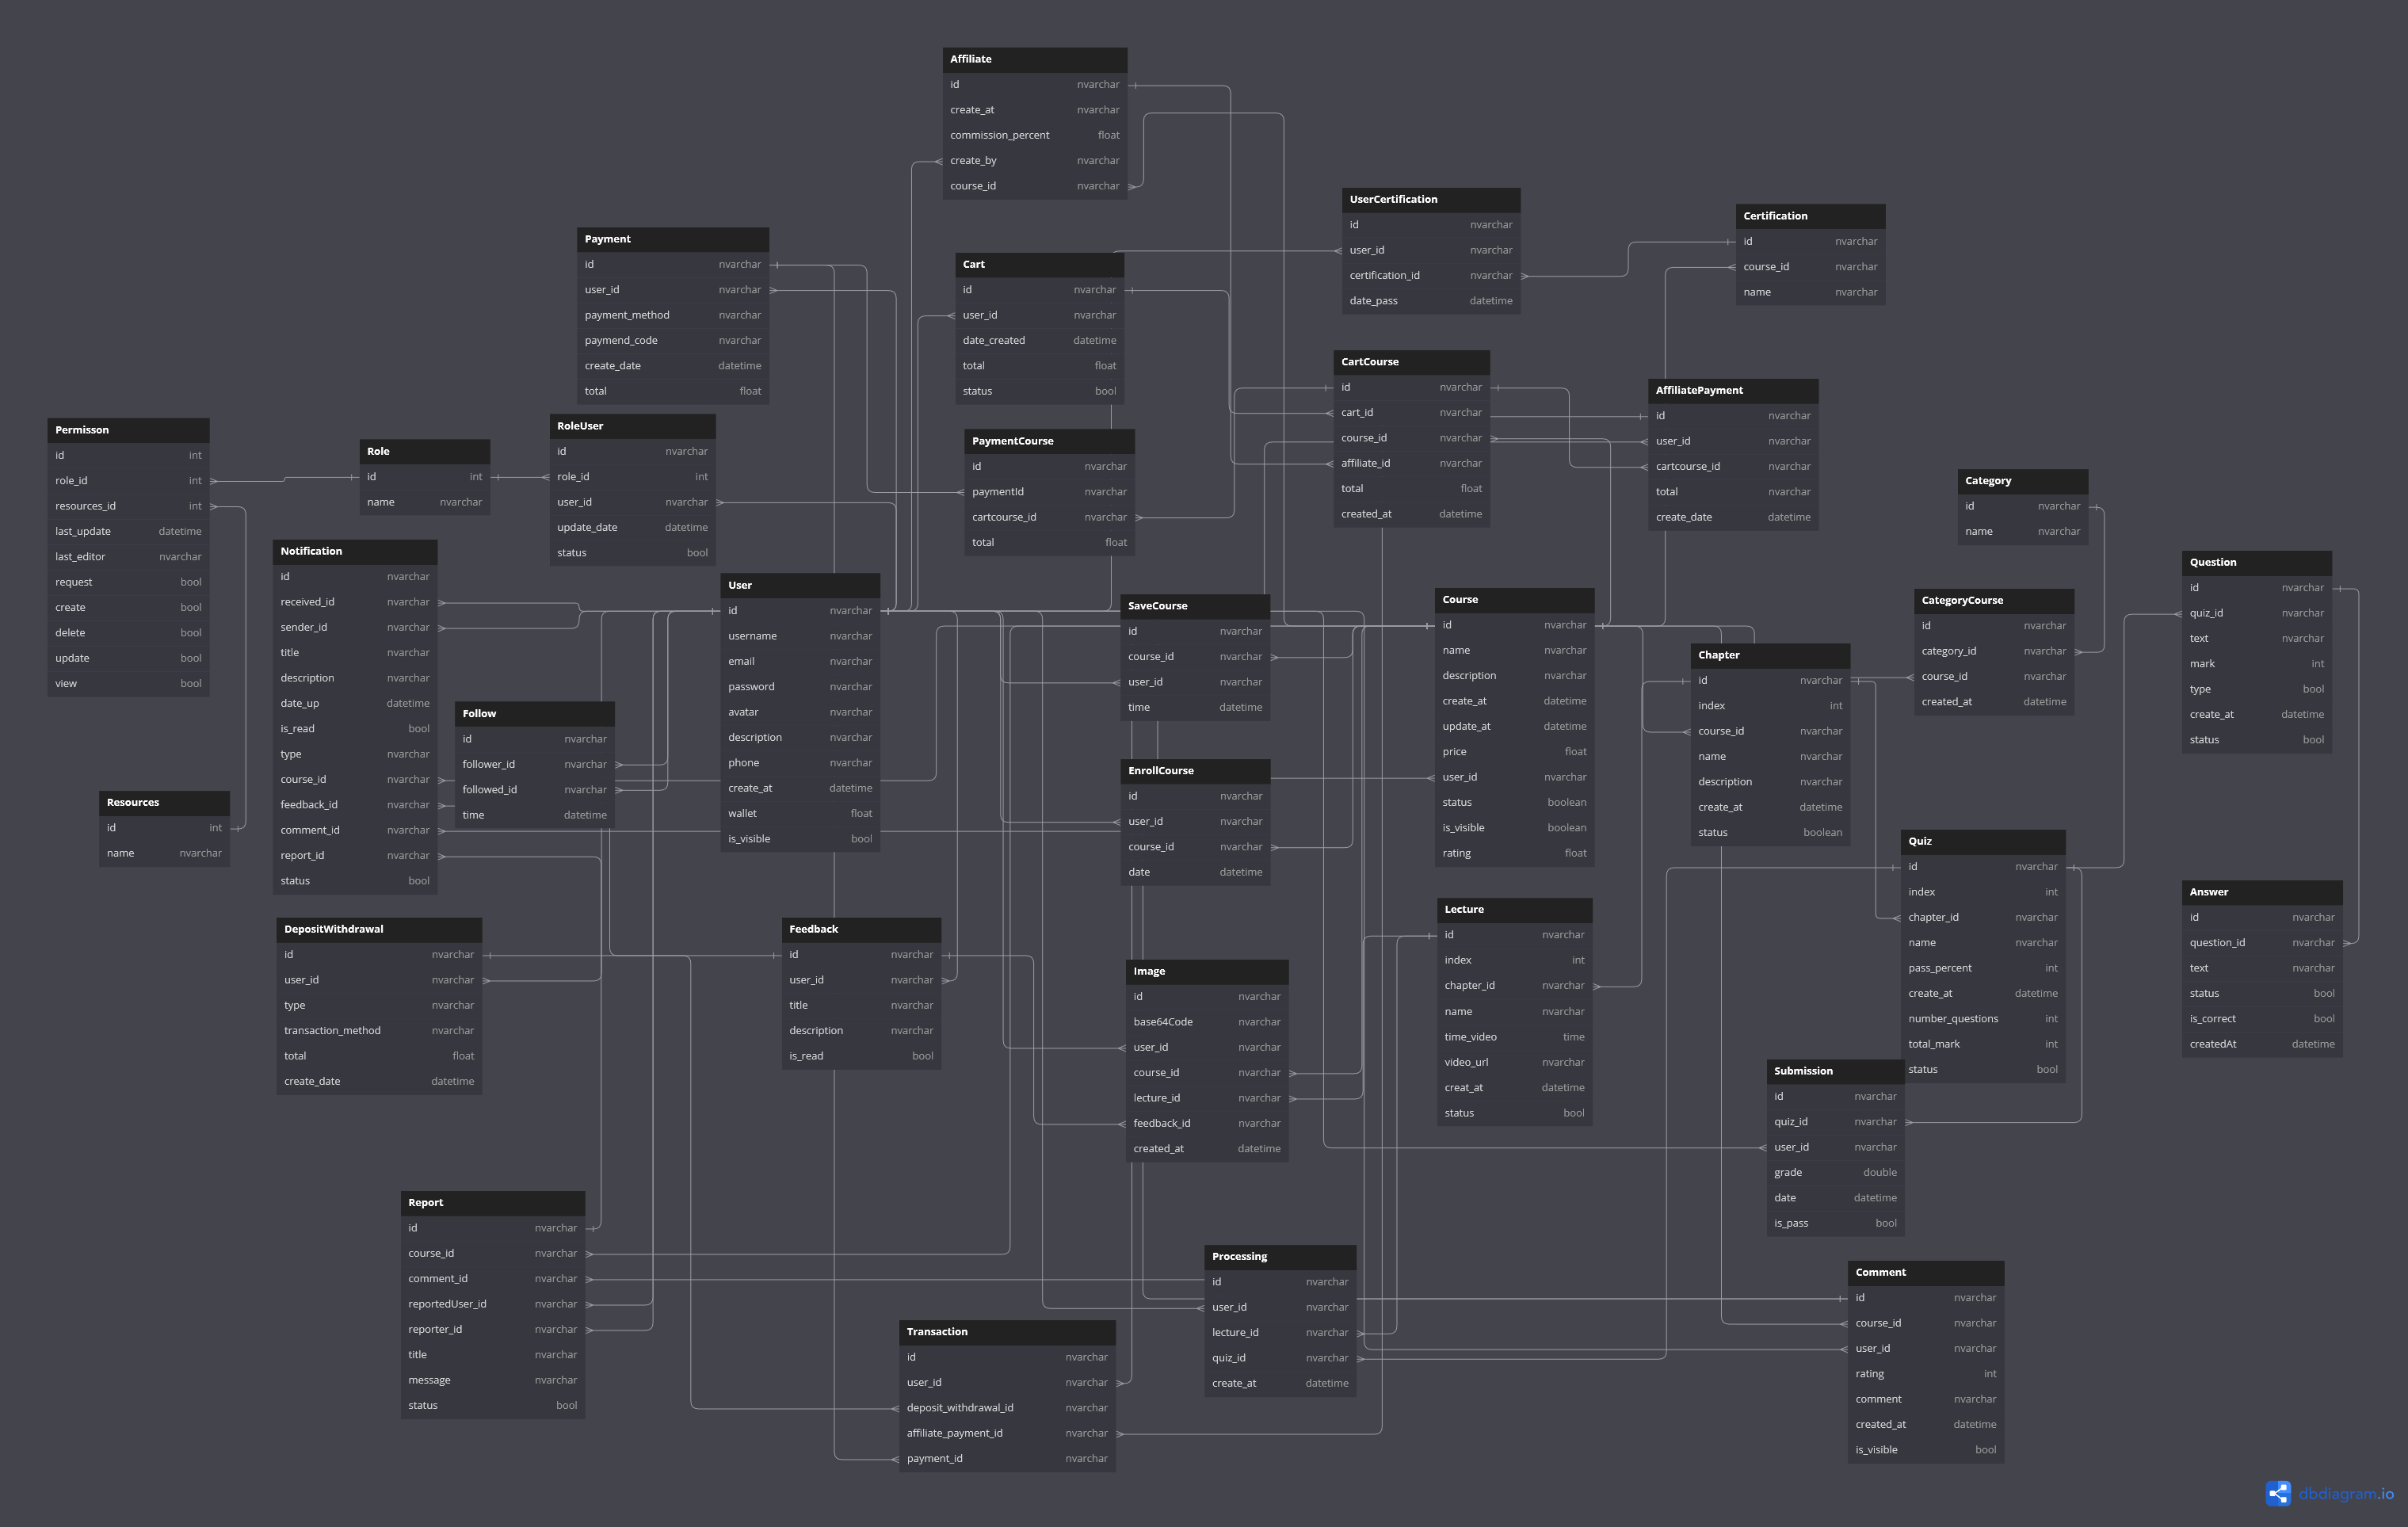 Affiliate
id nvarchar
create_at nvarchar
commission_percent float
create_by nvarchar
course_id nvarchar
UserCertification
id nvarchar
user_id nvarchar
certification_id nvarchar
date_pass datetime
Certification
id nvarchar
course_id nvarchar
name nvarchar
Payment
id nvarchar
user_id nvarchar
payment_method nvarchar
paymend_code nvarchar
create_date datetime
total float
Cart
id nvarchar
user_id nvarchar
date_created datetime
total float
status bool
CartCourse
id nvarchar
cart_id nvarchar
course_id nvarchar
affiliate_id nvarchar
total float
created_at datetime
AffiliatePayment
id nvarchar
user_id nvarchar
cartcourse_id nvarchar
total nvarchar
create_date datetime
Permisson
id int
role_id int
resources_id int
last_update datetime
last_editor nvarchar
request bool
create bool
delete bool
update bool
view bool
Role
id int
name nvarchar
RoleUser
id nvarchar
role_id int
user_id nvarchar
update_date datetime
status bool
PaymentCourse
id nvarchar
paymentId nvarchar
cartcourse_id nvarchar
total float
Category
id nvarchar
name nvarchar
Notification
id nvarchar
received_id nvarchar
sender_id nvarchar
title nvarchar
description nvarchar
date_up datetime
is_read bool
type nvarchar
course_id nvarchar
feedback_id nvarchar
comment_id nvarchar
report_id nvarchar
status bool
Question
id nvarchar
quiz_id nvarchar
text nvarchar
mark int
type bool
create_at datetime
status bool
User
id nvarchar
username nvarchar
email nvarchar
password nvarchar
avatar nvarchar
description nvarchar
phone nvarchar
create_at datetime
wallet float
is_visible bool
SaveCourse
id nvarchar
course_id nvarchar
user_id nvarchar
time datetime
Course
id nvarchar
name nvarchar
description nvarchar
create_at datetime
update_at datetime
price float
user_id nvarchar
status boolean
is_visible boolean
rating float
CategoryCourse
id nvarchar
category_id nvarchar
course_id nvarchar
created_at datetime
Chapter
id nvarchar
index int
course_id nvarchar
name nvarchar
description nvarchar
create_at datetime
status boolean
Follow
id nvarchar
follower_id nvarchar
followed_id nvarchar
time datetime
EnrollCourse
id nvarchar
user_id nvarchar
course_id nvarchar
date datetime
Resources
id int
name nvarchar
Quiz
id nvarchar
index int
chapter_id nvarchar
name nvarchar
pass_percent int
create_at datetime
number_questions int
total_mark int
status bool
Answer
id nvarchar
question_id nvarchar
text nvarchar
status bool
is_correct bool
createdAt datetime
Lecture
id nvarchar
index int
chapter_id nvarchar
name nvarchar
time_video time
video_url nvarchar
creat_at datetime
status bool
DepositWithdrawal
id nvarchar
user_id nvarchar
type nvarchar
transaction_method nvarchar
total float
create_date datetime
Feedback
id nvarchar
user_id nvarchar
title nvarchar
description nvarchar
is_read bool
Image
id nvarchar
base64Code nvarchar
user_id nvarchar
course_id nvarchar
lecture_id nvarchar
feedback_id nvarchar
created_at datetime
Submission
id nvarchar
quiz_id nvarchar
user_id nvarchar
grade double
date datetime
is_pass bool
Report
id nvarchar
course_id nvarchar
comment_id nvarchar
reportedUser_id nvarchar
reporter_id nvarchar
title nvarchar
message nvarchar
status bool
Processing
id nvarchar
user_id nvarchar
lecture_id nvarchar
quiz_id nvarchar
create_at datetime
Comment
id nvarchar
course_id nvarchar
user_id nvarchar
rating int
comment nvarchar
created_at datetime
is_visible bool
Transaction
id nvarchar
user_id nvarchar
deposit_withdrawal_id nvarchar
affiliate_payment_id nvarchar
payment_id nvarchar
dbdiagram.io